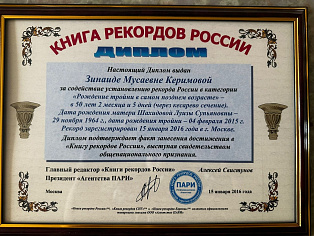 КНИГА РЕКОРДОВ РОССИИ
ДИПЛОМ
Настоящий Диплом выдан
Зинаиде Мусаевне Керимовой
за содействие установлению рекорда России в категории
«Рождение тройни в самом позднем возрасте» –
в 50 лет 2 месяца и 5 дней (через кесарево сечение).
Дата рождения матери Шахидовой Луизы Супьяновны –
29 ноября 1964 г., дата рождения тройни – 04 февраля 2015 г.
Рекорд зарегистрирован 15 января 2016 года в г. Москве.
Диплом подтверждает факт занесения достижения в
«Книгу рекордов России», выступая свидетельством
общенационального признания.
Главный редактор «Книги рекордов России» Алексей Свистунов
Президент «Агентства ПАРИ»
ПАРИ
Москва 15 января 2016 года